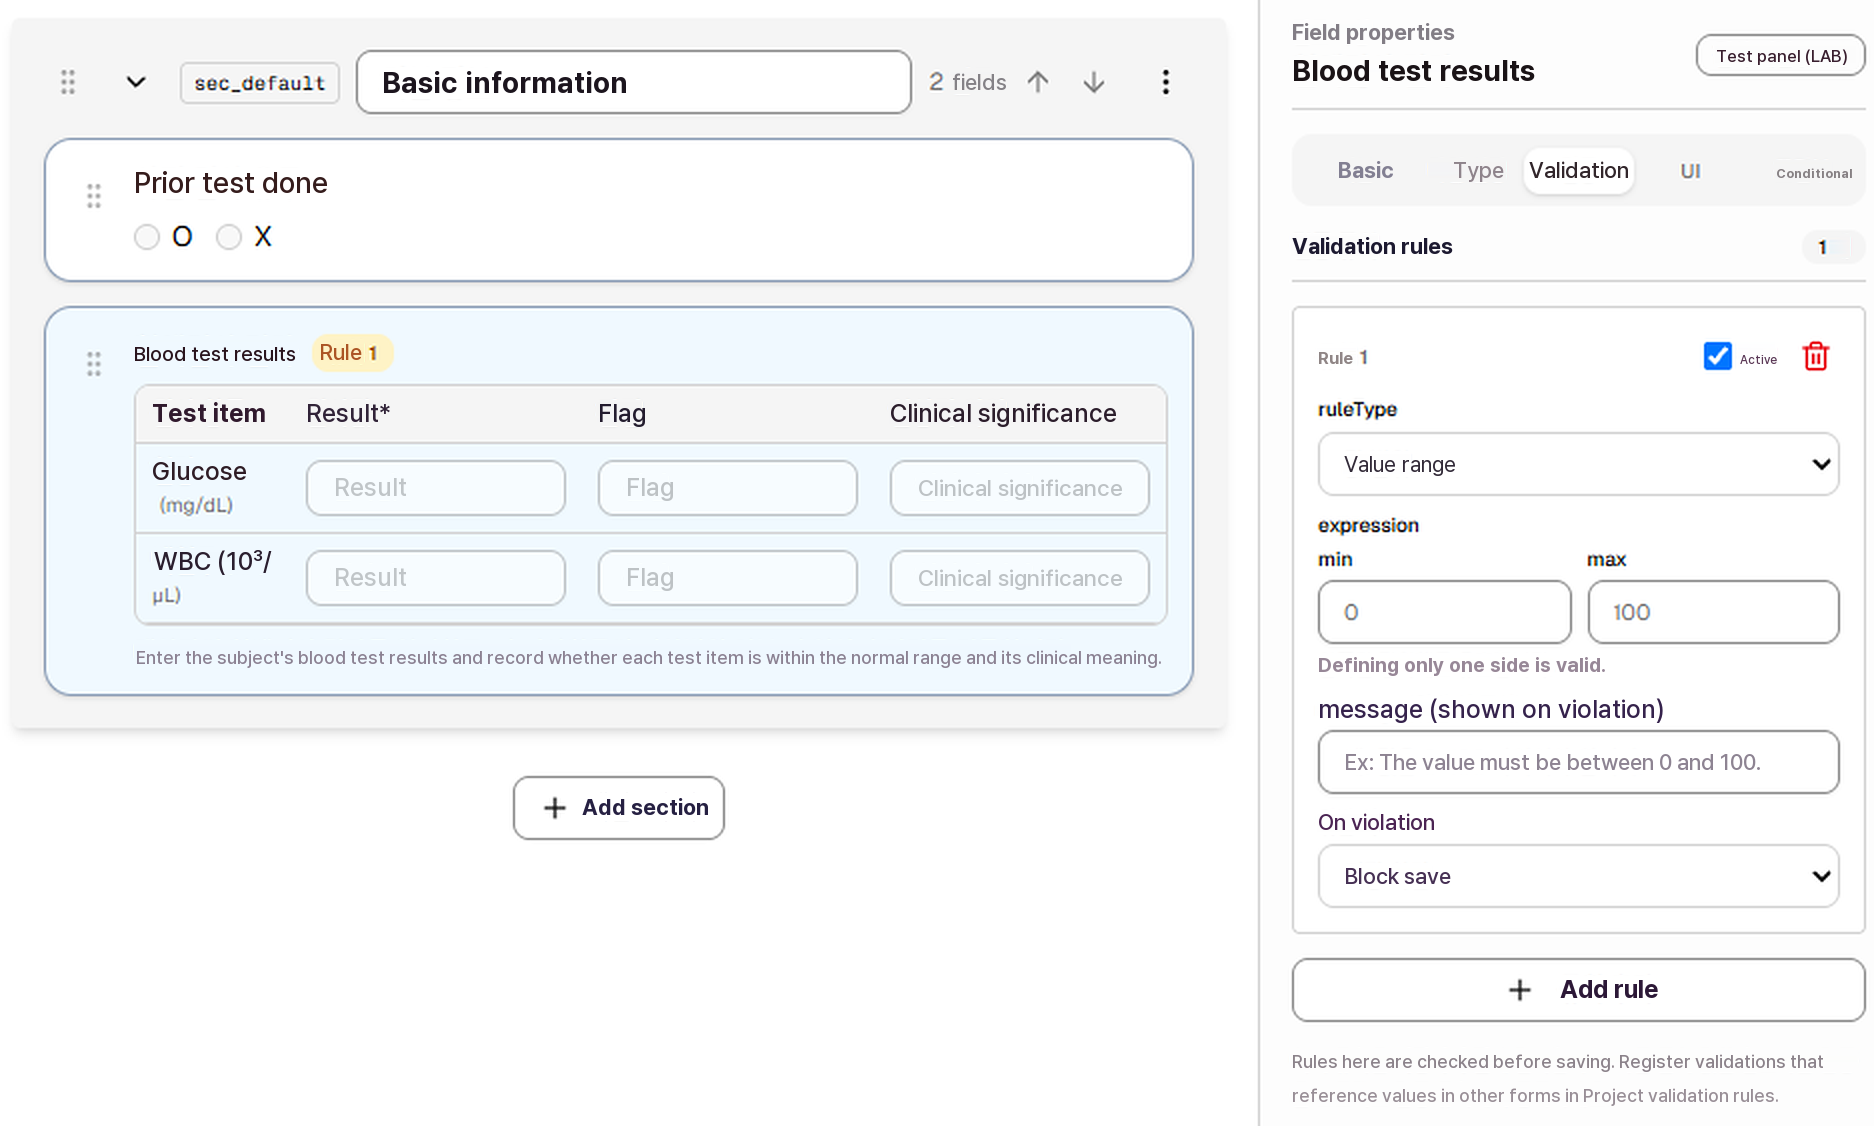 sec_default
Basic information
2 fields
Prior test done
O X
Blood test results Rule 1
Test item Result* Flag Clinical significance
Glucose
(mg/dL)
Result Flag Clinical significance
WBC (10³/
µL)
Result Flag Clinical significance
Enter the subject's blood test results and record whether each test item is within the normal range and its clinical meaning.
Add section
Field properties
Blood test results
Test panel (LAB)
Basic Type Validation UI Conditional
Validation rules 1
Rule 1 Active
ruleType
Value range
expression
min max
0 100
Defining only one side is valid.
message (shown on violation)
Ex: The value must be between 0 and 100.
On violation
Block save
Add rule
Rules here are checked before saving. Register validations that
reference values in other forms in Project validation rules.